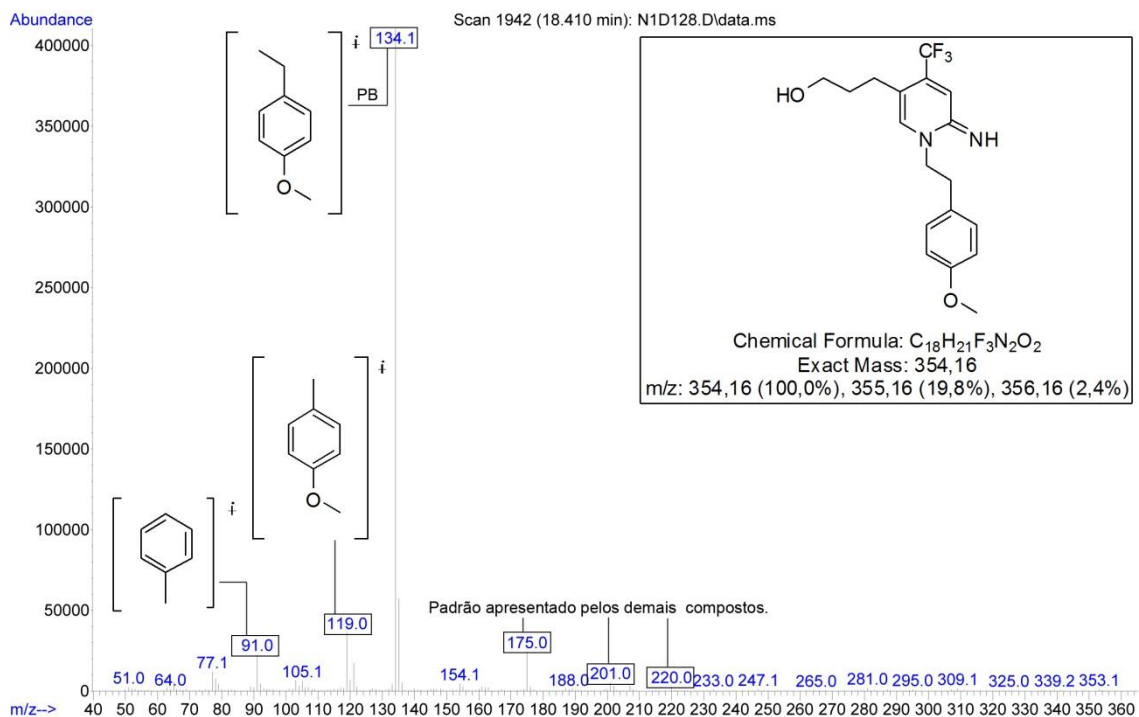 Abundance
Scan 1942 (18.410 min): N1D128.D\data.ms
400000
350000
300000
250000
200000
150000
100000
50000
0
134.1
PB
O
O
CF3
HO
N
NH
O
Chemical Formula: C18H21F3N2O2
Exact Mass: 354,16
m/z: 354,16 (100,0%), 355,16 (19,8%), 356,16 (2,4%)
Padrão apresentado pelos demais compostos.
51.0 64.0 77.1 91.0 105.1 119.0 154.1 175.0 188.0 201.0 220.0 233.0 247.1 265.0 281.0 295.0 309.1 325.0 339.2 353.1
40 50 60 70 80 90 100 110 120 130 140 150 160 170 180 190 200 210 220 230 240 250 260 270 280 290 300 310 320 330 340 350 360
m/z-->